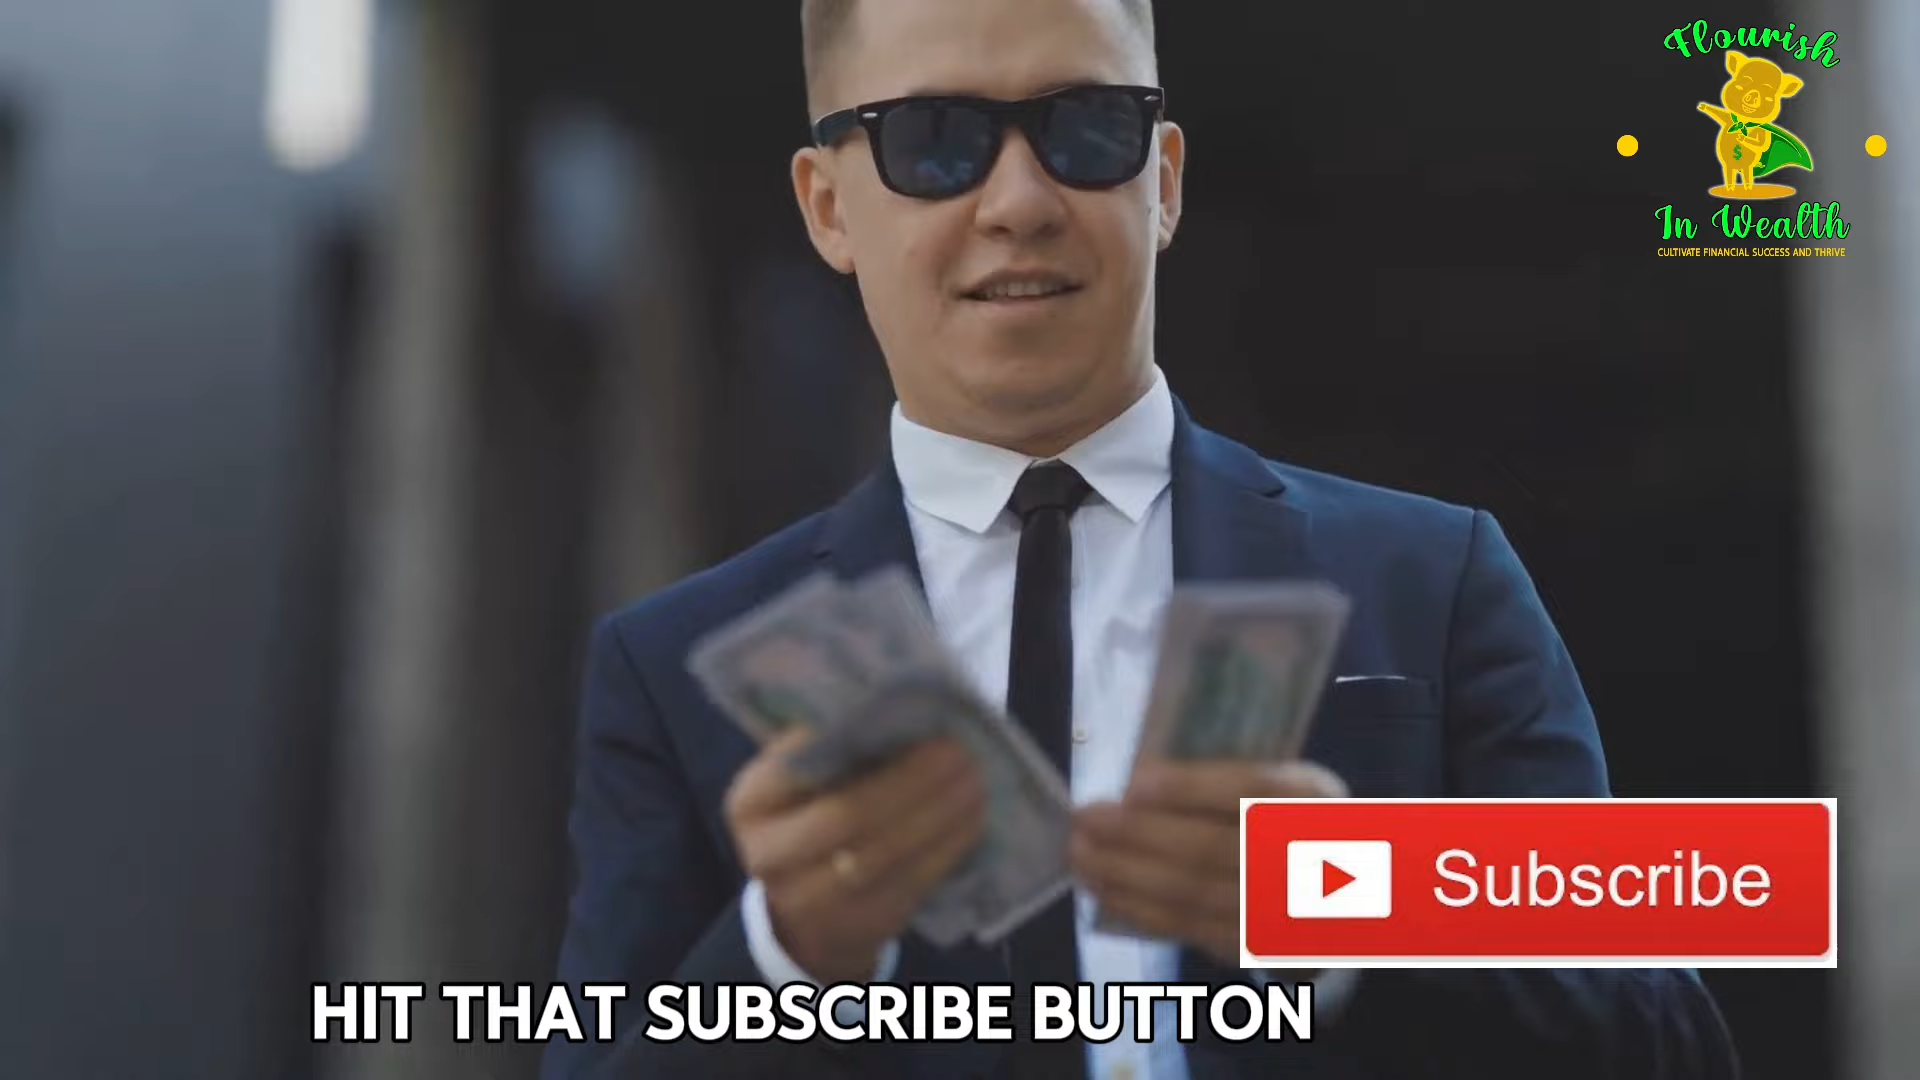 Flourish
$
In Wealth
CULTIVATE FINANCIAL SUCCESS AND THRIVE
Subscribe
HIT THAT SUBSCRIBE BUTTON